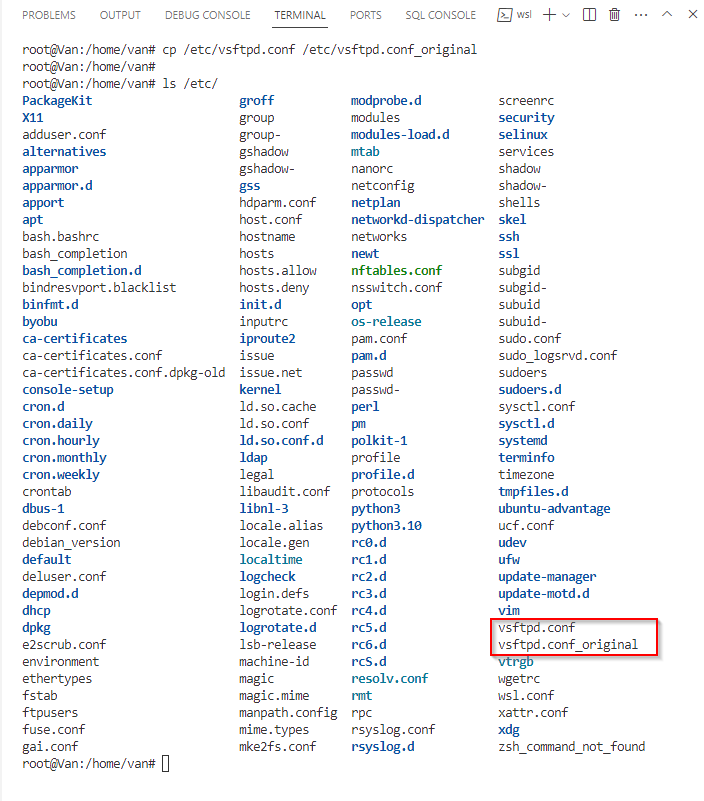 PROBLEMS OUTPUT DEBUG CONSOLE TERMINAL PORTS SQL CONSOLE wsl
root@Van:/home/van# cp /etc/vsftpd.conf /etc/vsftpd.conf_original
root@Van:/home/van#
root@Van:/home/van# ls /etc/
PackageKit groff modprobe.d screenrc
X11 group modules security
adduser.conf group- modules-load.d selinux
alternatives gshadow mtab services
apparmor gshadow- nanorc shadow
apparmor.d gss netconfig shadow-
apport hdparm.conf netplan shells
apt host.conf networkd-dispatcher skel
bash.bashrc hostname networks ssh
bash_completion hosts newt ssl
bash_completion.d hosts.allow nftables.conf subgid
bindresvport.blacklist hosts.deny nsswitch.conf subgid-
binfmt.d init.d opt subuid
byobu inputrc os-release subuid-
ca-certificates iproute2 pam.conf sudo.conf
ca-certificates.conf issue pam.d sudo_logsrvd.conf
ca-certificates.conf.dpkg-old issue.net passwd sudoers
console-setup kernel passwd- sudoers.d
cron.d ld.so.cache perl sysctl.conf
cron.daily ld.so.conf pm sysctl.d
cron.hourly ld.so.conf.d polkit-1 systemd
cron.monthly ldap profile terminfo
cron.weekly legal profile.d timezone
crontab libaudit.conf protocols tmpfiles.d
dbus-1 libnl-3 python3 ubuntu-advantage
debconf.conf locale.alias python3.10 ucf.conf
debian_version locale.gen rc0.d udev
default localtime rc1.d ufw
deluser.conf logcheck rc2.d update-manager
depmod.d login.defs rc3.d update-motd.d
dhcp logrotate.conf rc4.d vim
dpkg logrotate.d rc5.d vsftpd.conf
e2scrub.conf lsb-release rc6.d vsftpd.conf_original
environment machine-id rcS.d vtrgb
ethertypes magic resolv.conf wgetrc
fstab magic.mime rmt wsl.conf
ftpusers manpath.config rpc xattr.conf
fuse.conf mime.types rsyslog.conf xdg
gai.conf mke2fs.conf rsyslog.d zsh_command_not_found
root@Van:/home/van#